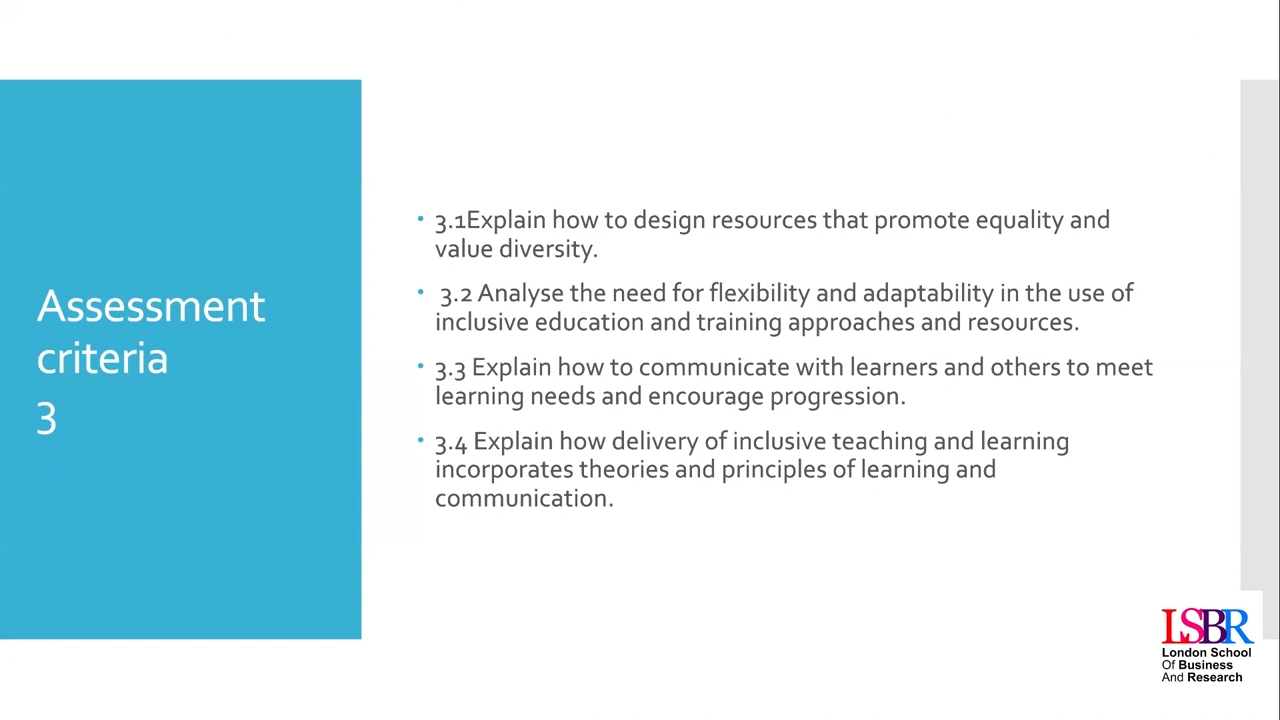 Assessment
criteria
3
• 3.1Explain how to design resources that promote equality and
value diversity.
• 3.2 Analyse the need for flexibility and adaptability in the use of
inclusive education and training approaches and resources.
• 3.3 Explain how to communicate with learners and others to meet
learning needs and encourage progression.
• 3.4 Explain how delivery of inclusive teaching and learning
incorporates theories and principles of learning and
communication.
LSBR
London School
Of Business
And Research